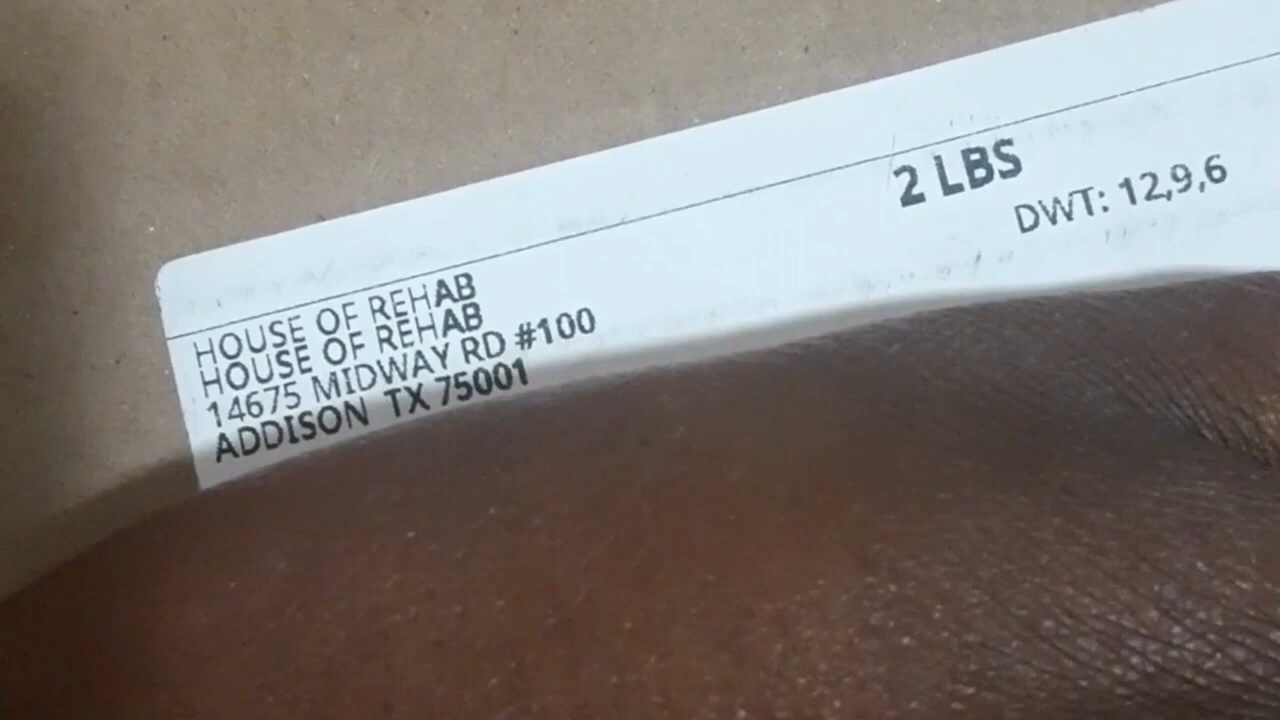 2 LBS
DWT: 12,9,6
HOUSE OF REHAB
HOUSE OF REHAB
14675 MIDWAY RD #100
ADDISON TX 75001